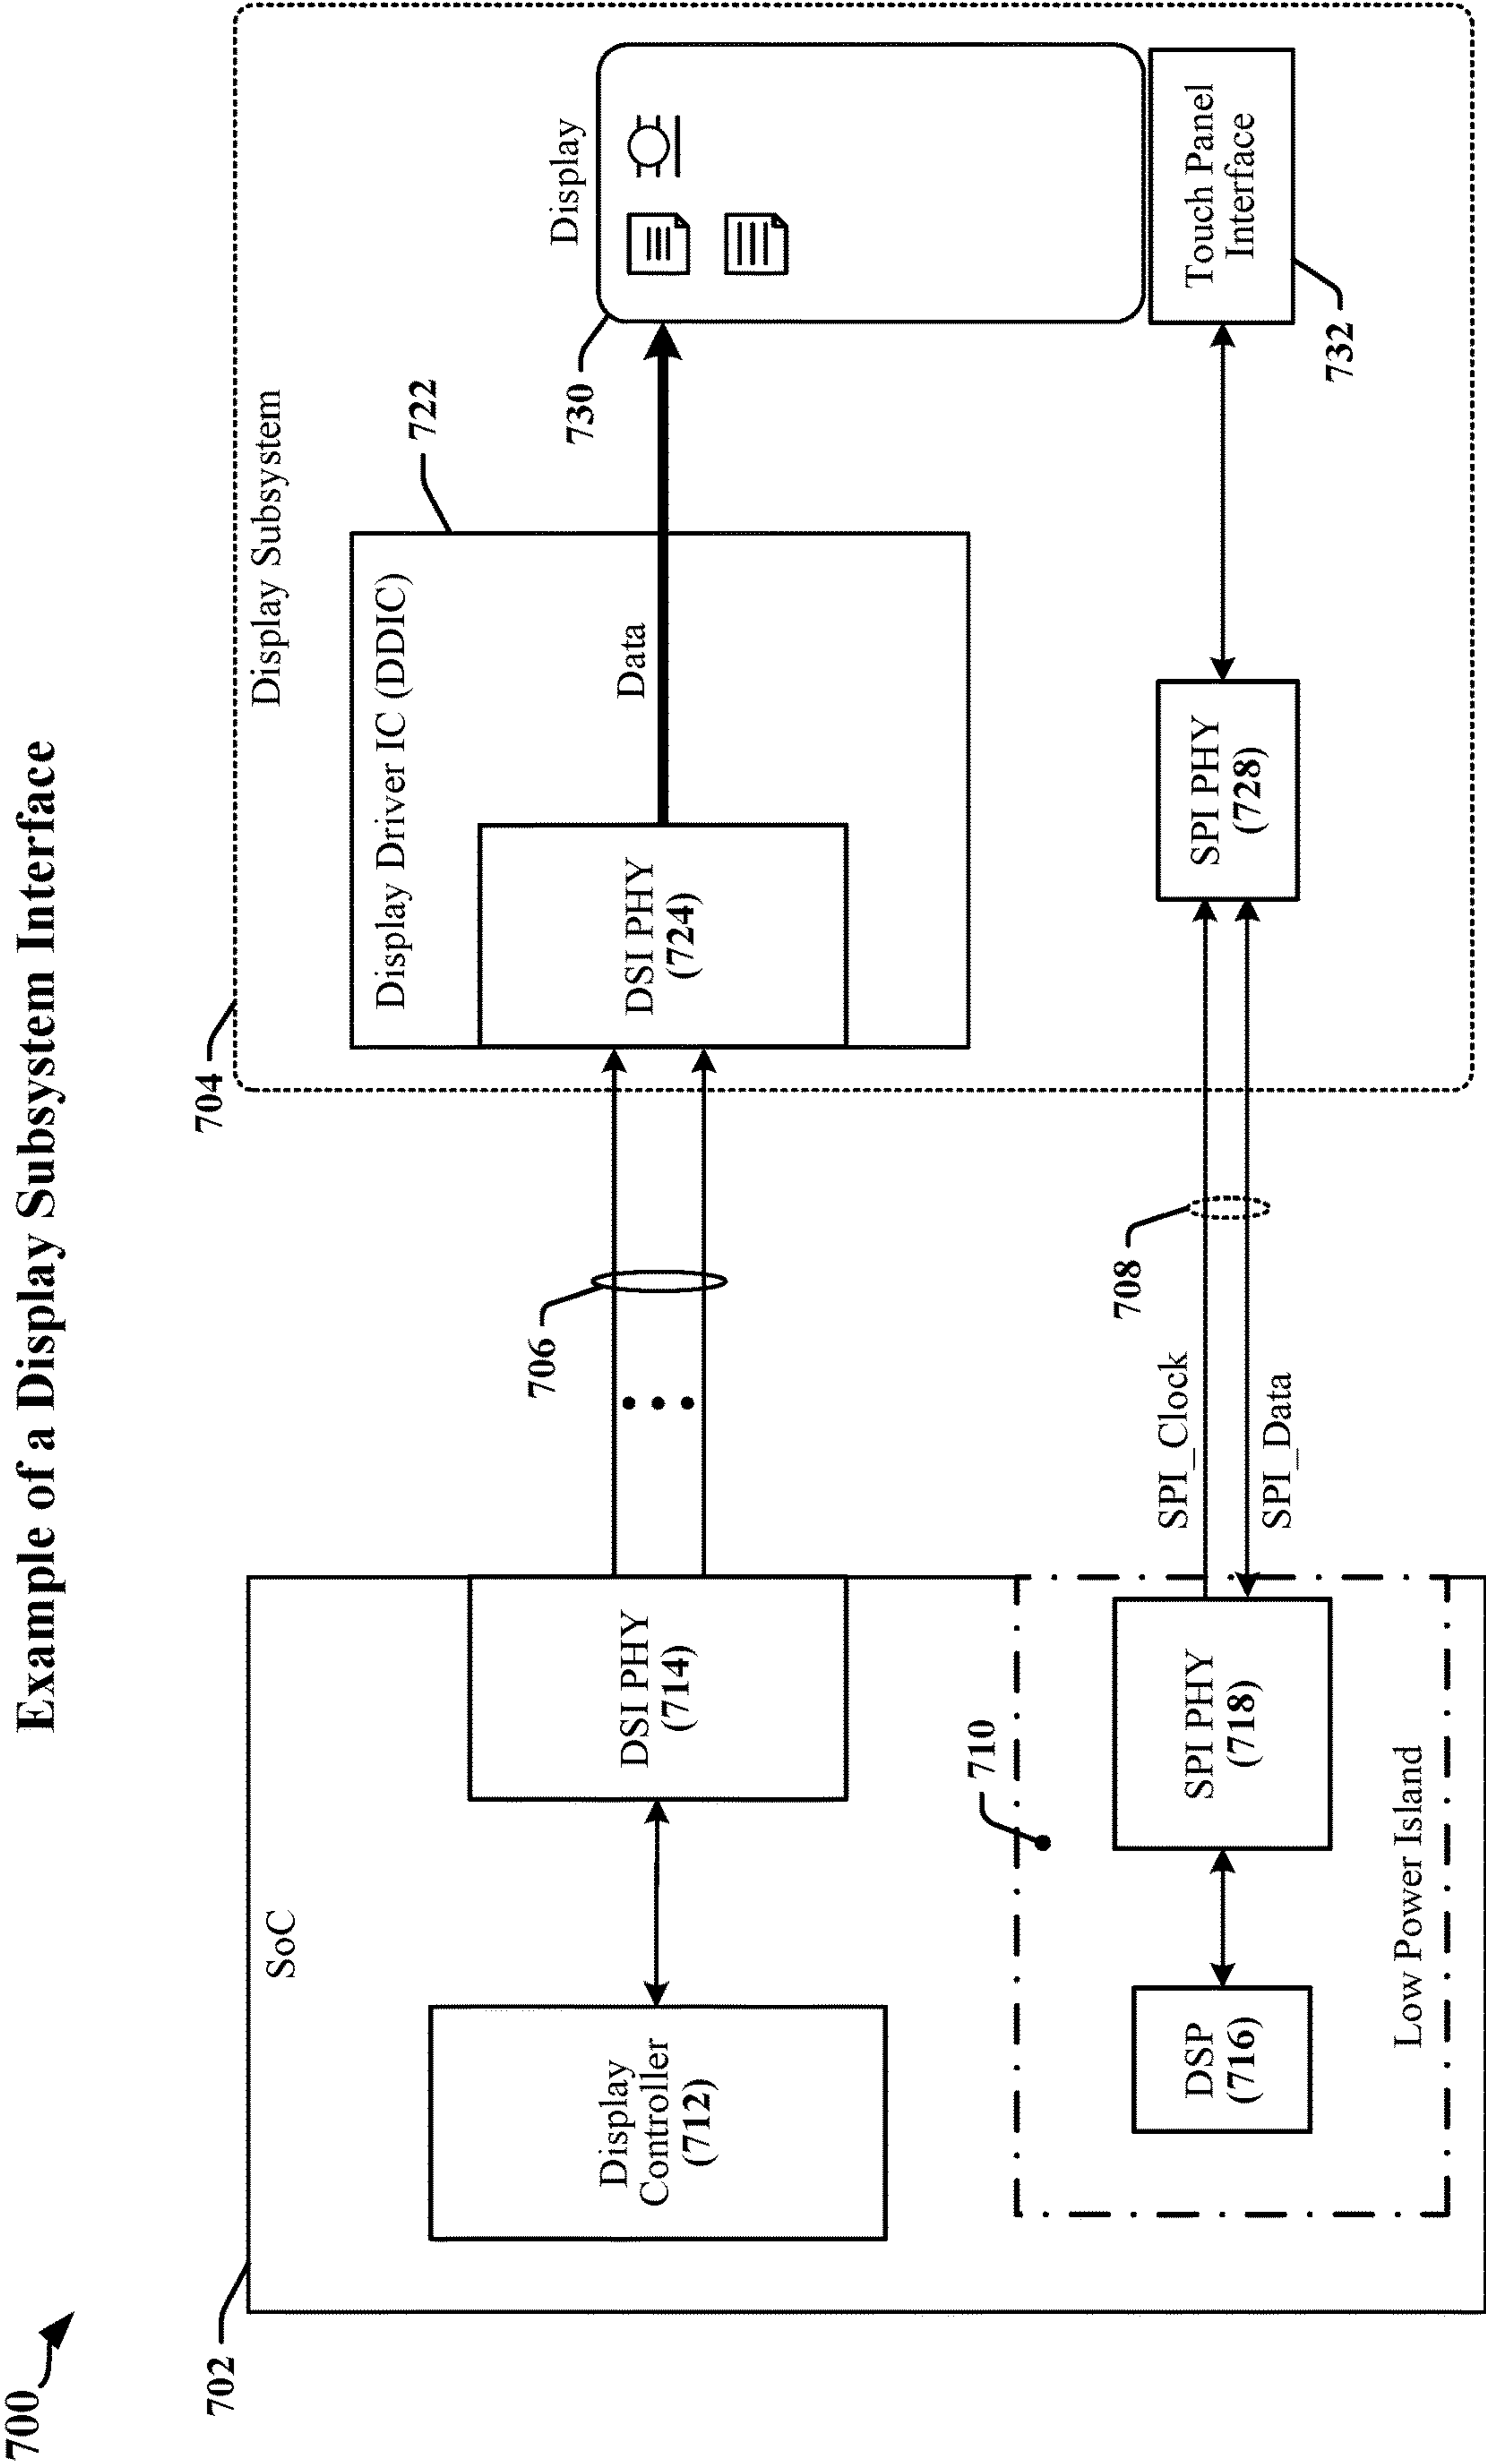 Example of a Display Subsystem Interface
700
702
SoC
Display
Controller
(712)
DSI PHY
(714)
706
704
Display Subsystem
Display Driver IC (DDIC)
722
DSI PHY
(724)
Data
Display
730
710
DSP
(716)
SPI PHY
(718)
Low Power Island
SPI_Clock
SPI_Data
708
SPI PHY
(728)
Touch Panel
Interface
732